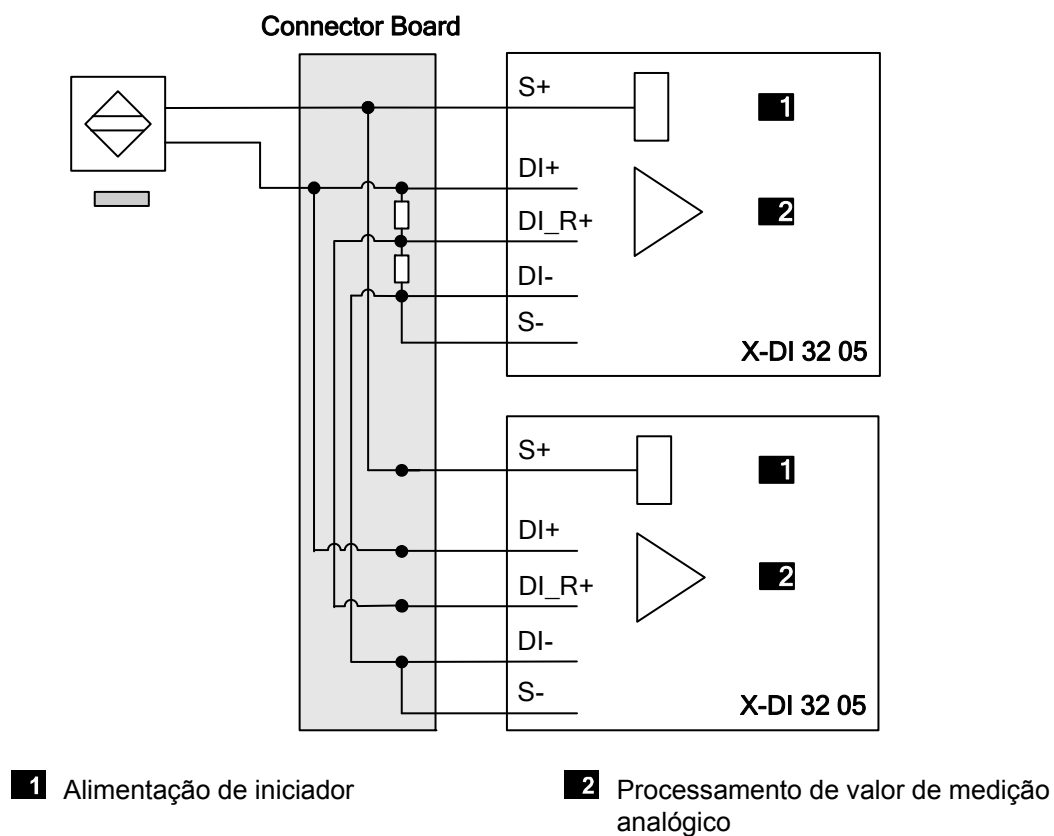 Connector Board
S+
1
DI+
2
DI_R+
DI-
S-
X-DI 32 05
S+
1
DI+
2
DI_R+
DI-
S-
X-DI 32 05
1 Alimentação de iniciador
2 Processamento de valor de medição
analógico